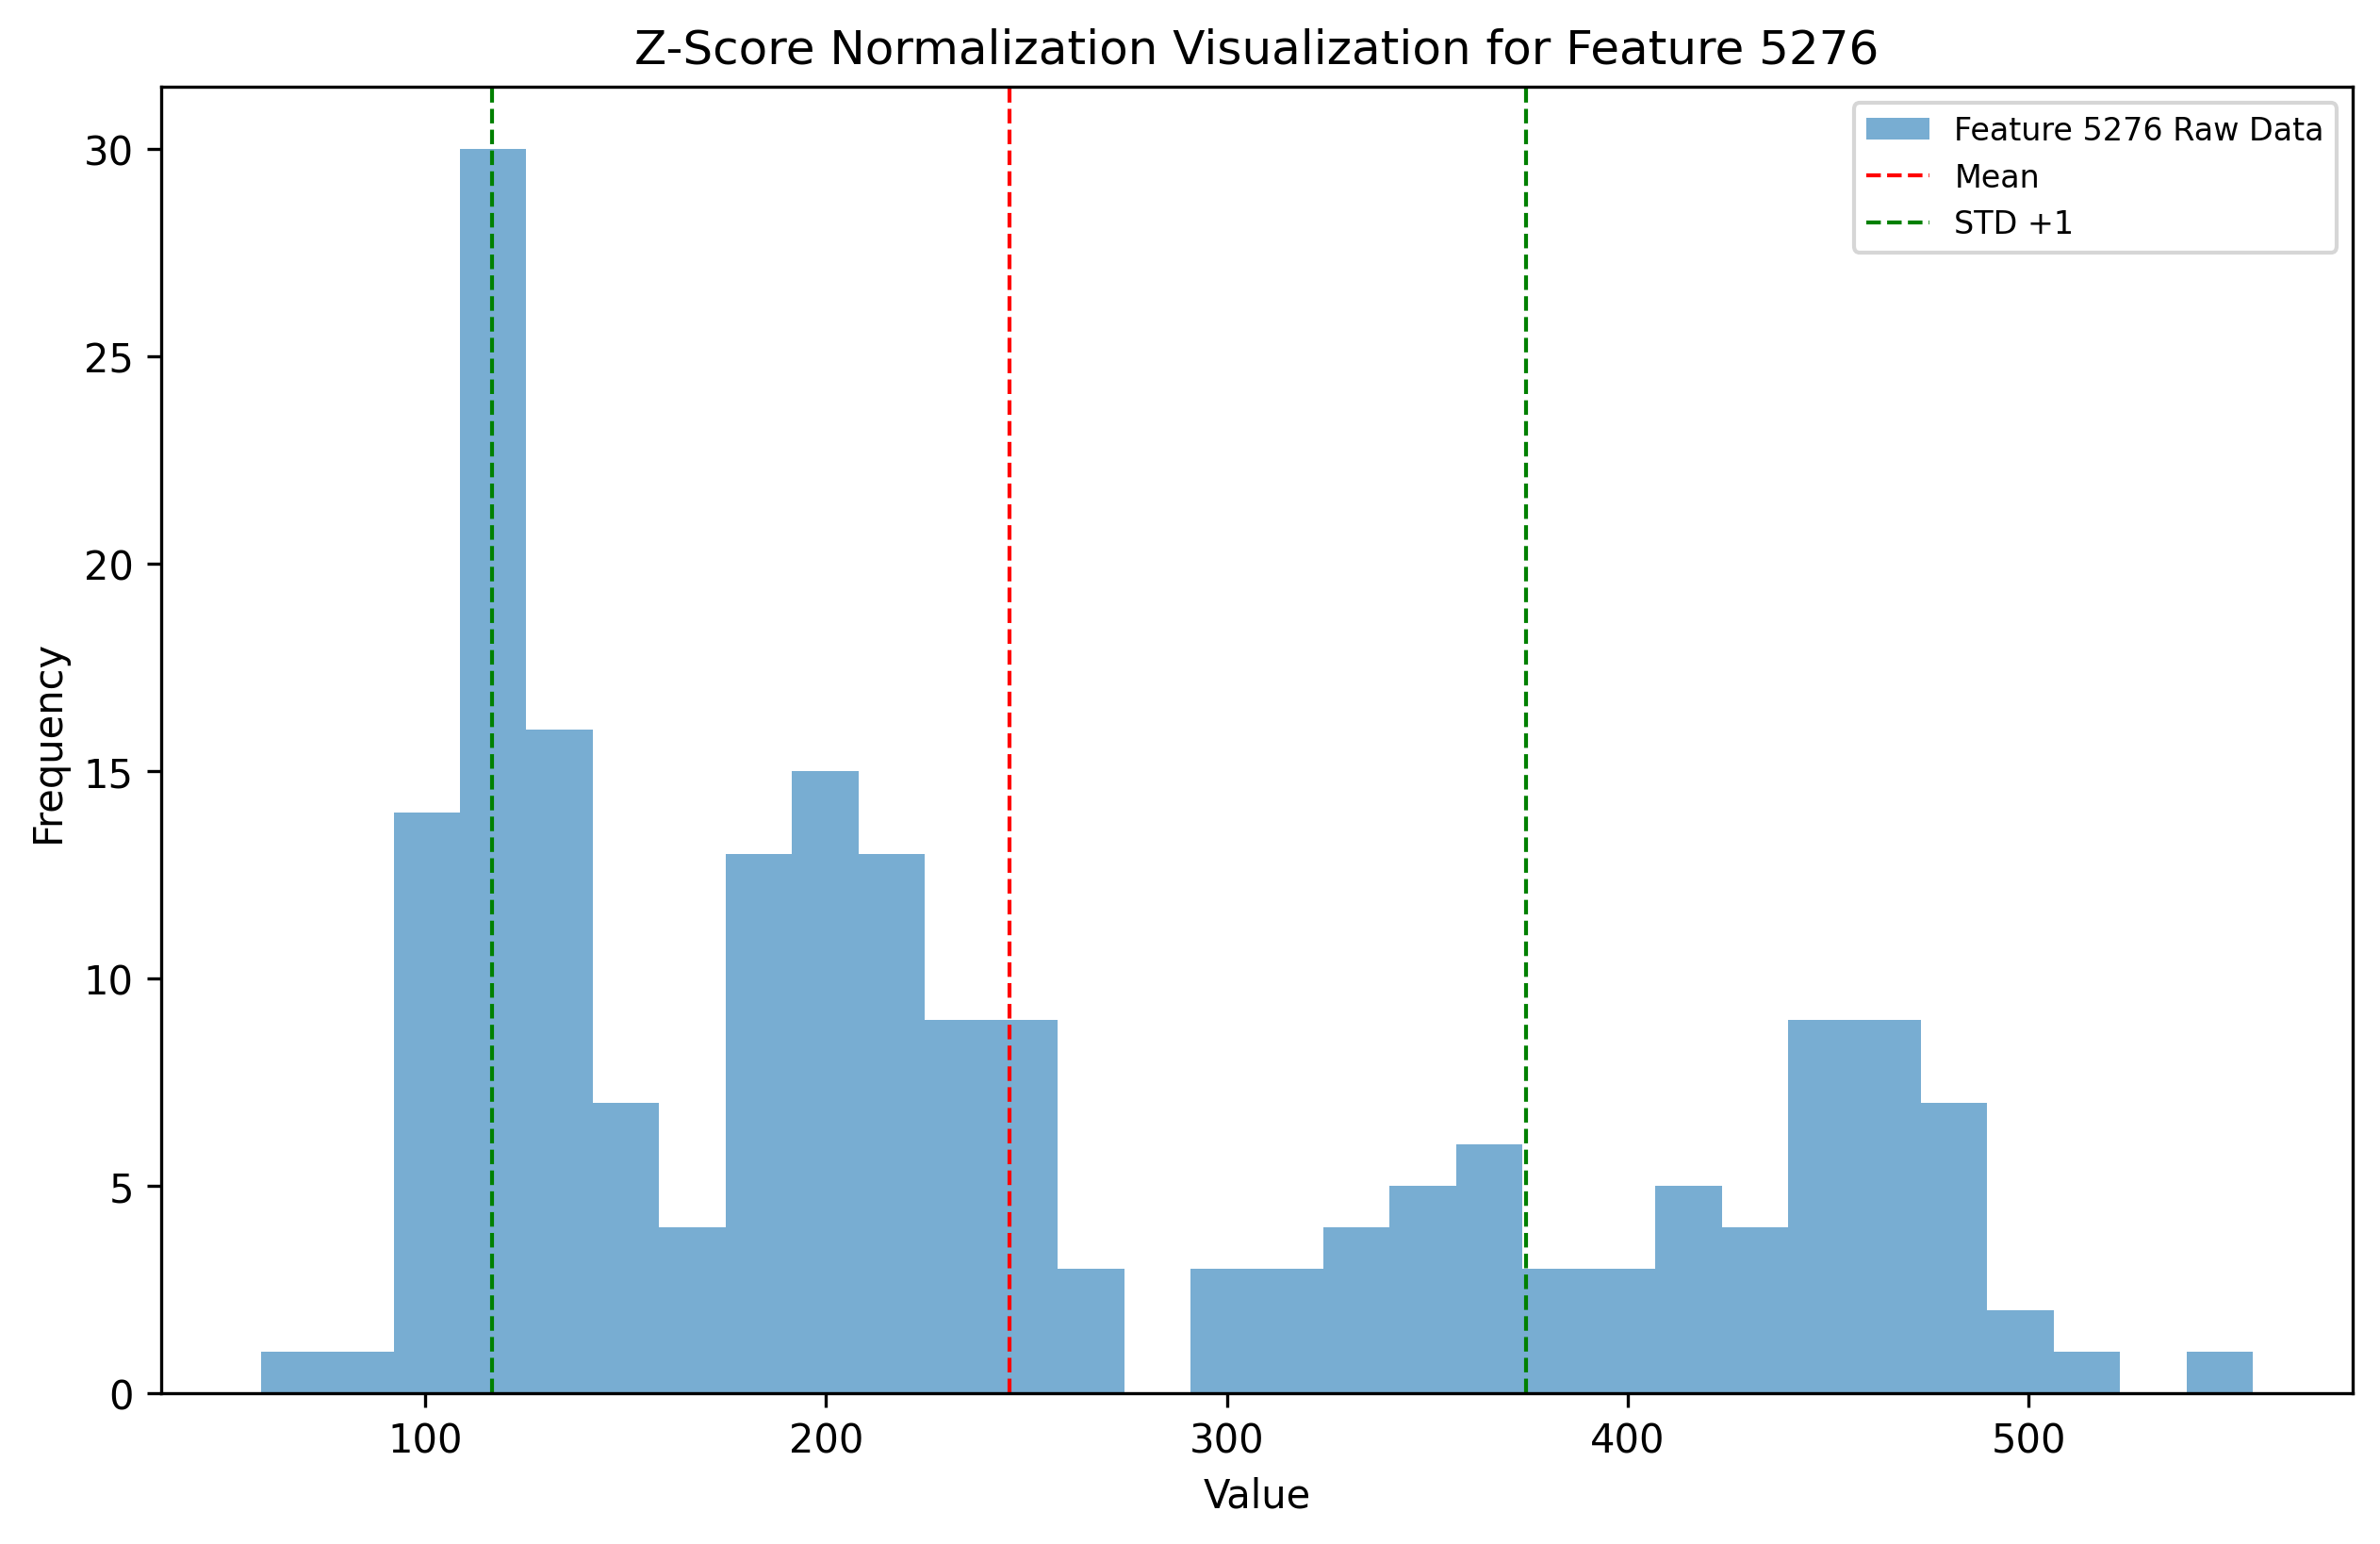 Z-Score Normalization Visualization for Feature 5276
Feature 5276 Raw Data
Mean
STD +1
30
25
20
15
10
5
0
Frequency
100 200 300 400 500
Value